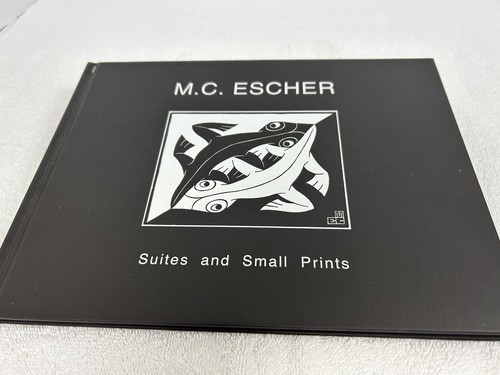 M.C. ESCHER
Suites and Small Prints